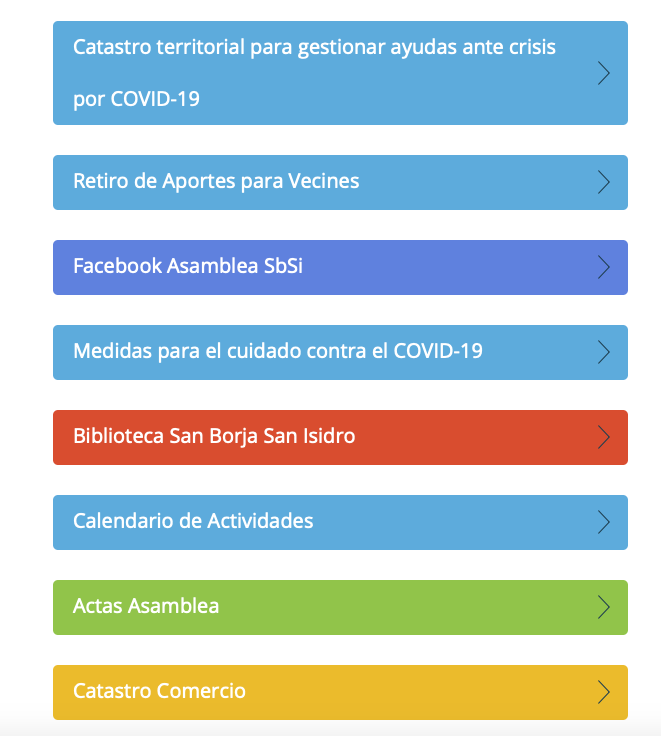 Catastro territorial para gestionar ayudas ante crisis
por COVID-19
Retiro de Aportes para Vecines
Facebook Asamblea SbSi
Medidas para el cuidado contra el COVID-19
Biblioteca San Borja San Isidro
Calendario de Actividades
Actas Asamblea
Catastro Comercio